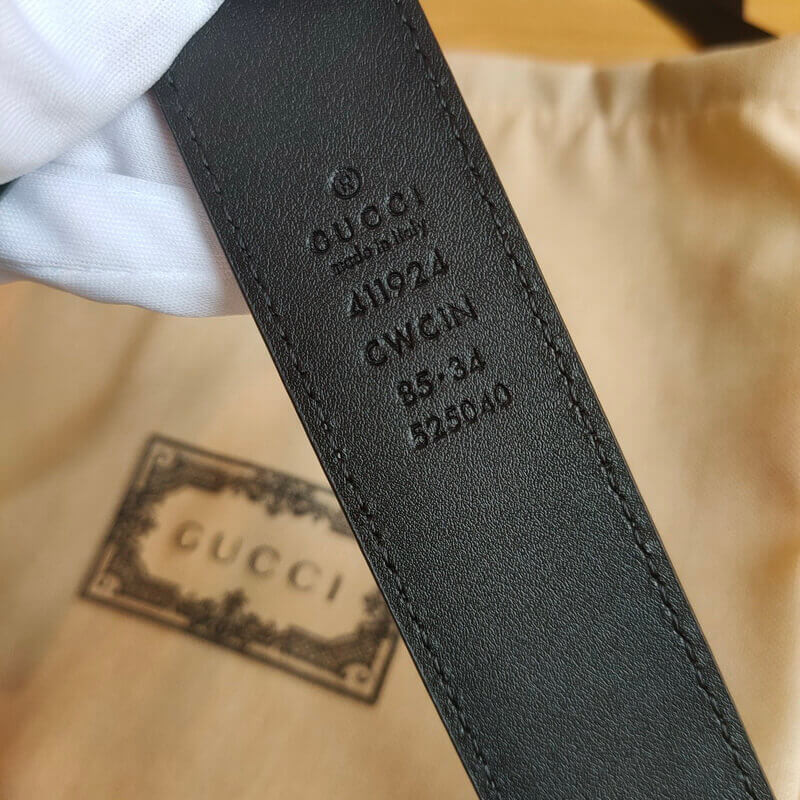 ®
GUCCI
made in italy
411924
CWCIN
85·34
525040
GUCCI